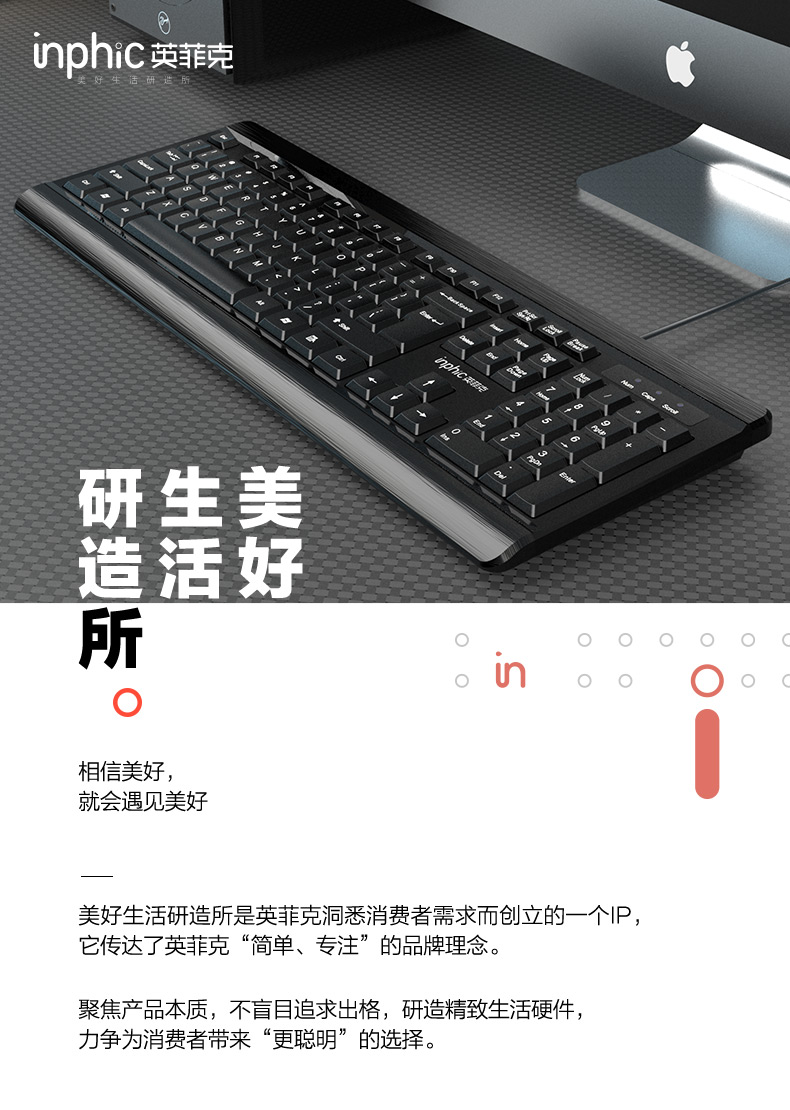 inphic 英菲克
美好生活研造所
inphic英菲克
美好
生活
研造所
in
相信美好，
就会遇见美好
美好生活研造所是英菲克洞悉消费者需求而创立的一个IP，
它传达了英菲克“简单、专注”的品牌理念。
聚焦产品本质，不盲目追求出格，研造精致生活硬件，
力争为消费者带来“更聪明”的选择。